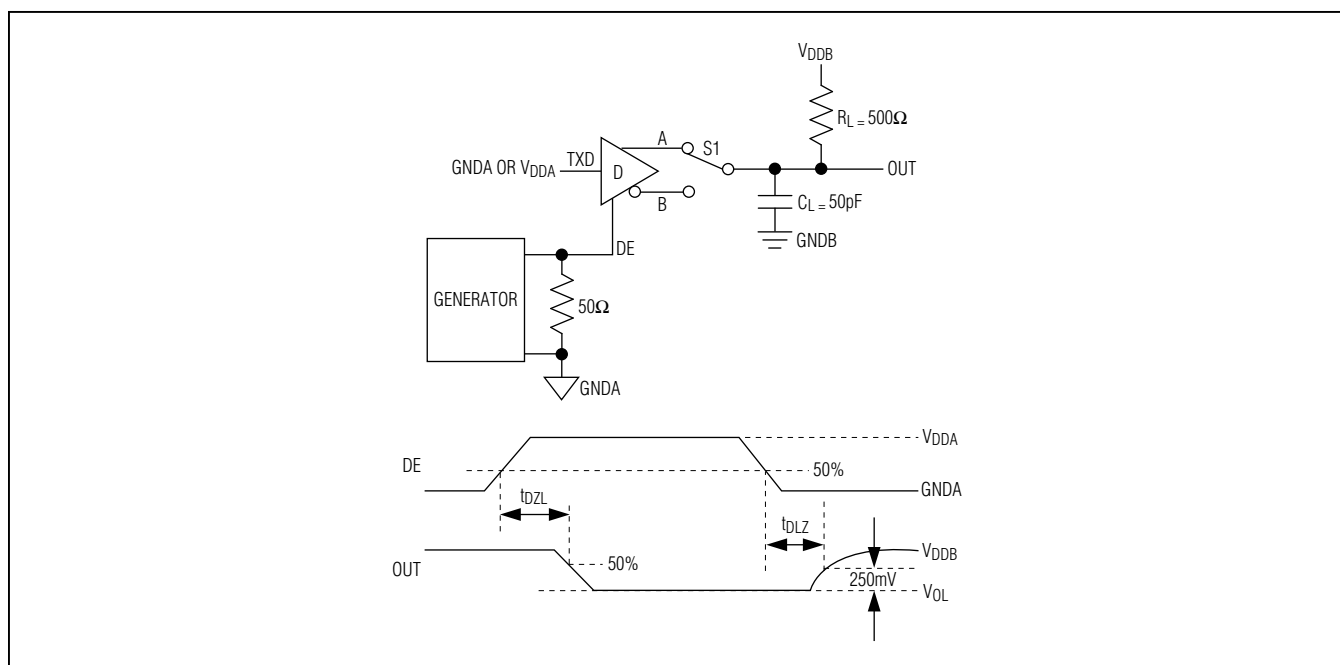 VDDB
RL = 500Ω
A
S1
GNDA OR VDDA
TXD
D
OUT
B
CL = 50pF
GNDB
DE
GENERATOR
50Ω
GNDA
VDDA
DE
50%
GNDA
tDZL
tDLZ
VDDB
50%
OUT
250mV
VOL